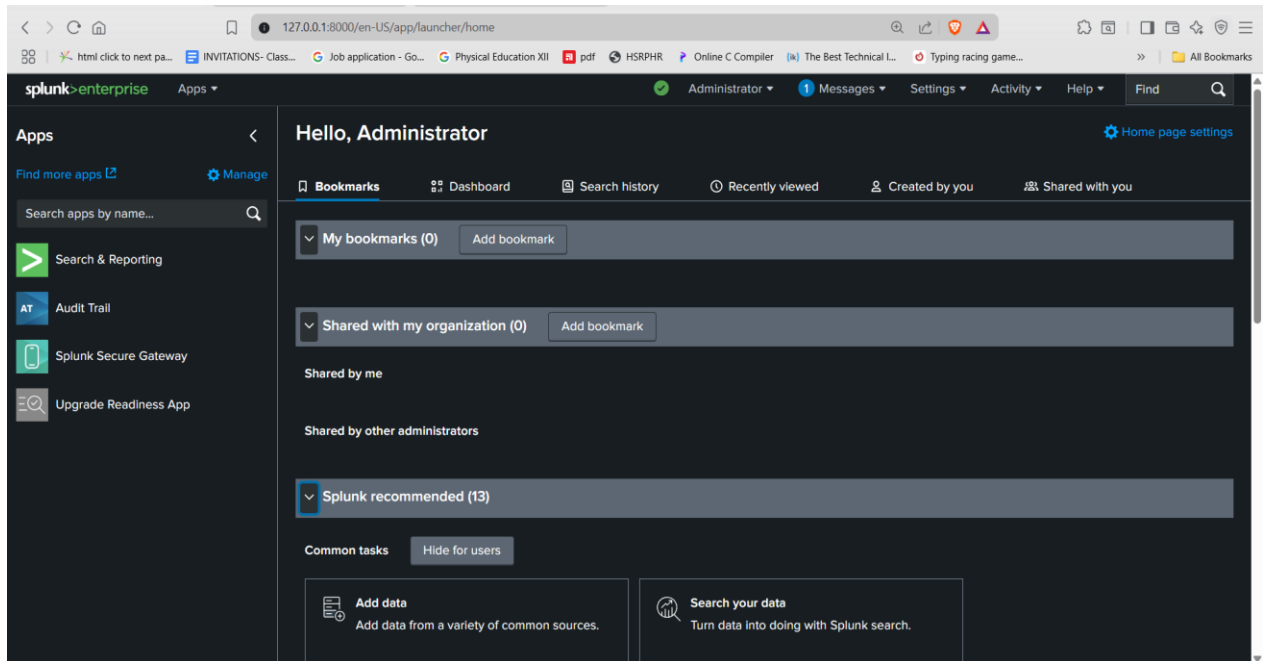 127.0.0.1:8000/en-US/app/launcher/home
html click to next pa... INVITATIONS- Class... Job application - Go... Physical Education XII pdf HSRPHR Online C Compiler The Best Technical I... Typing racing game... » All Bookmarks
splunk>enterprise Apps Administrator 1 Messages Settings Activity Help Find
Apps
Find more apps Manage
Search apps by name...
Search & Reporting
AT Audit Trail
Splunk Secure Gateway
Upgrade Readiness App
Hello, Administrator
Home page settings
Bookmarks Dashboard Search history Recently viewed Created by you Shared with you
My bookmarks (0) Add bookmark
Shared with my organization (0) Add bookmark
Shared by me
Shared by other administrators
Splunk recommended (13)
Common tasks Hide for users
Add data
Add data from a variety of common sources.
Search your data
Turn data into doing with Splunk search.